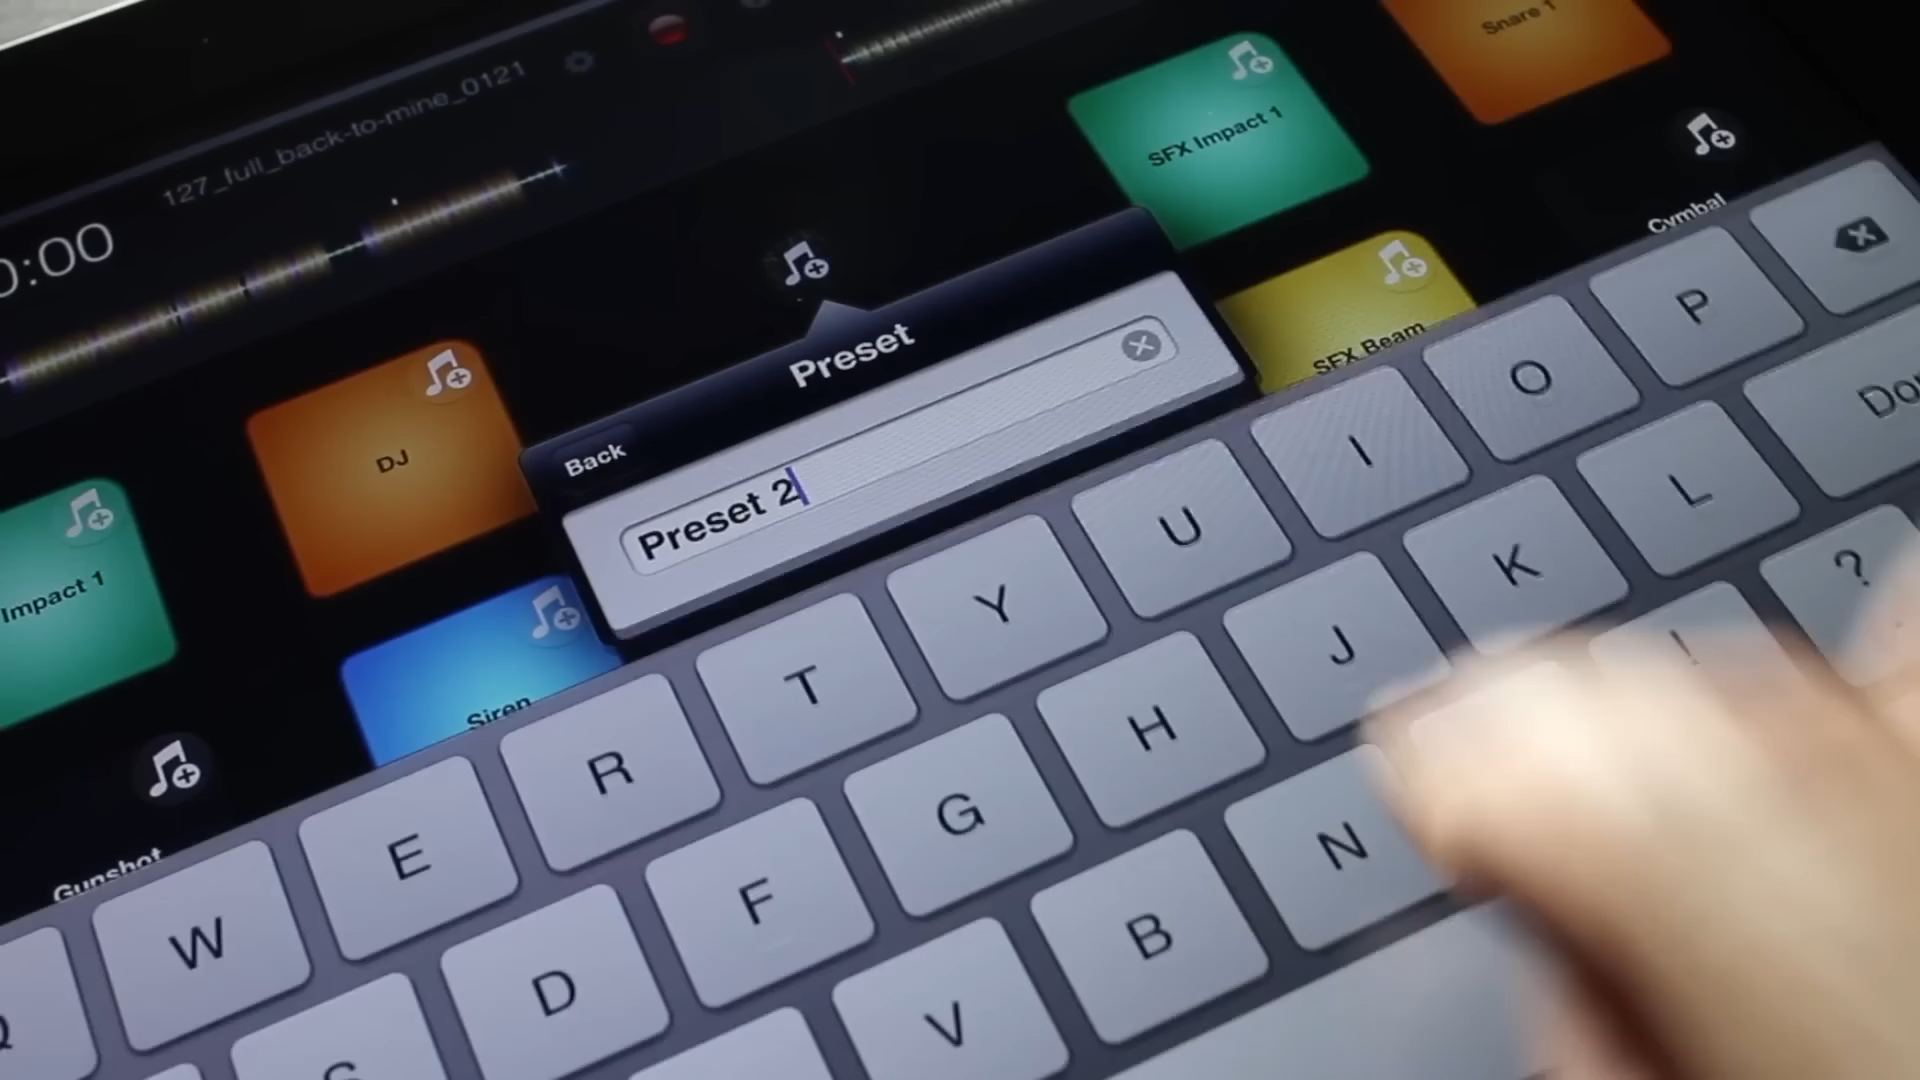 127_full_back-to-mine_0121
0:00
Snare 1
SFX Impact 1
Cymbal
SFX Beam
Preset
Back
Preset 2
DJ
Impact 1
Siren
Gunshot
Q W E R T Y U I O P
S D F G H J K L
V B N ! ?